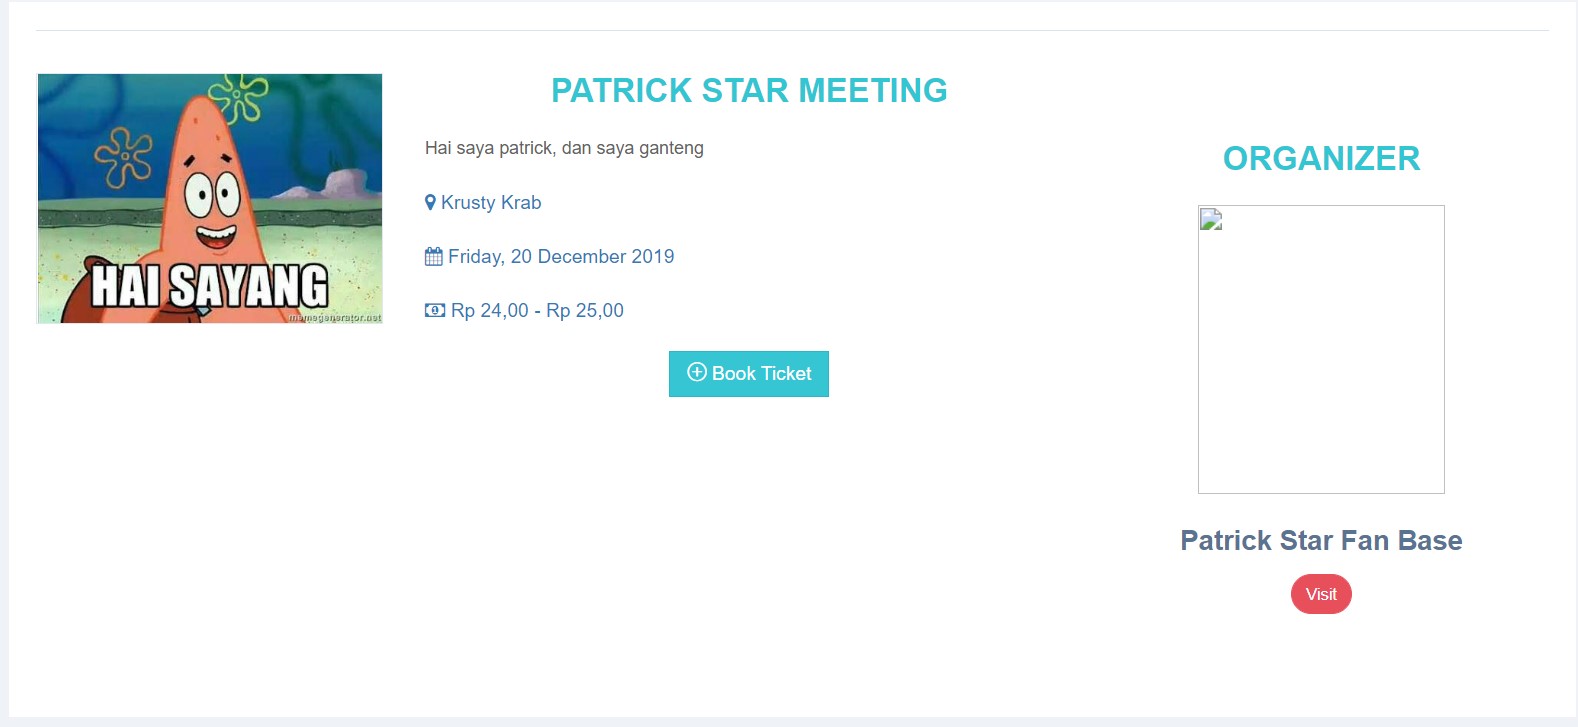 PATRICK STAR MEETING
Hai saya patrick, dan saya ganteng
Krusty Krab
Friday, 20 December 2019
Rp 24,00 - Rp 25,00
Book Ticket
HAI SAYANG
memegenerator.net
ORGANIZER
Patrick Star Fan Base
Visit